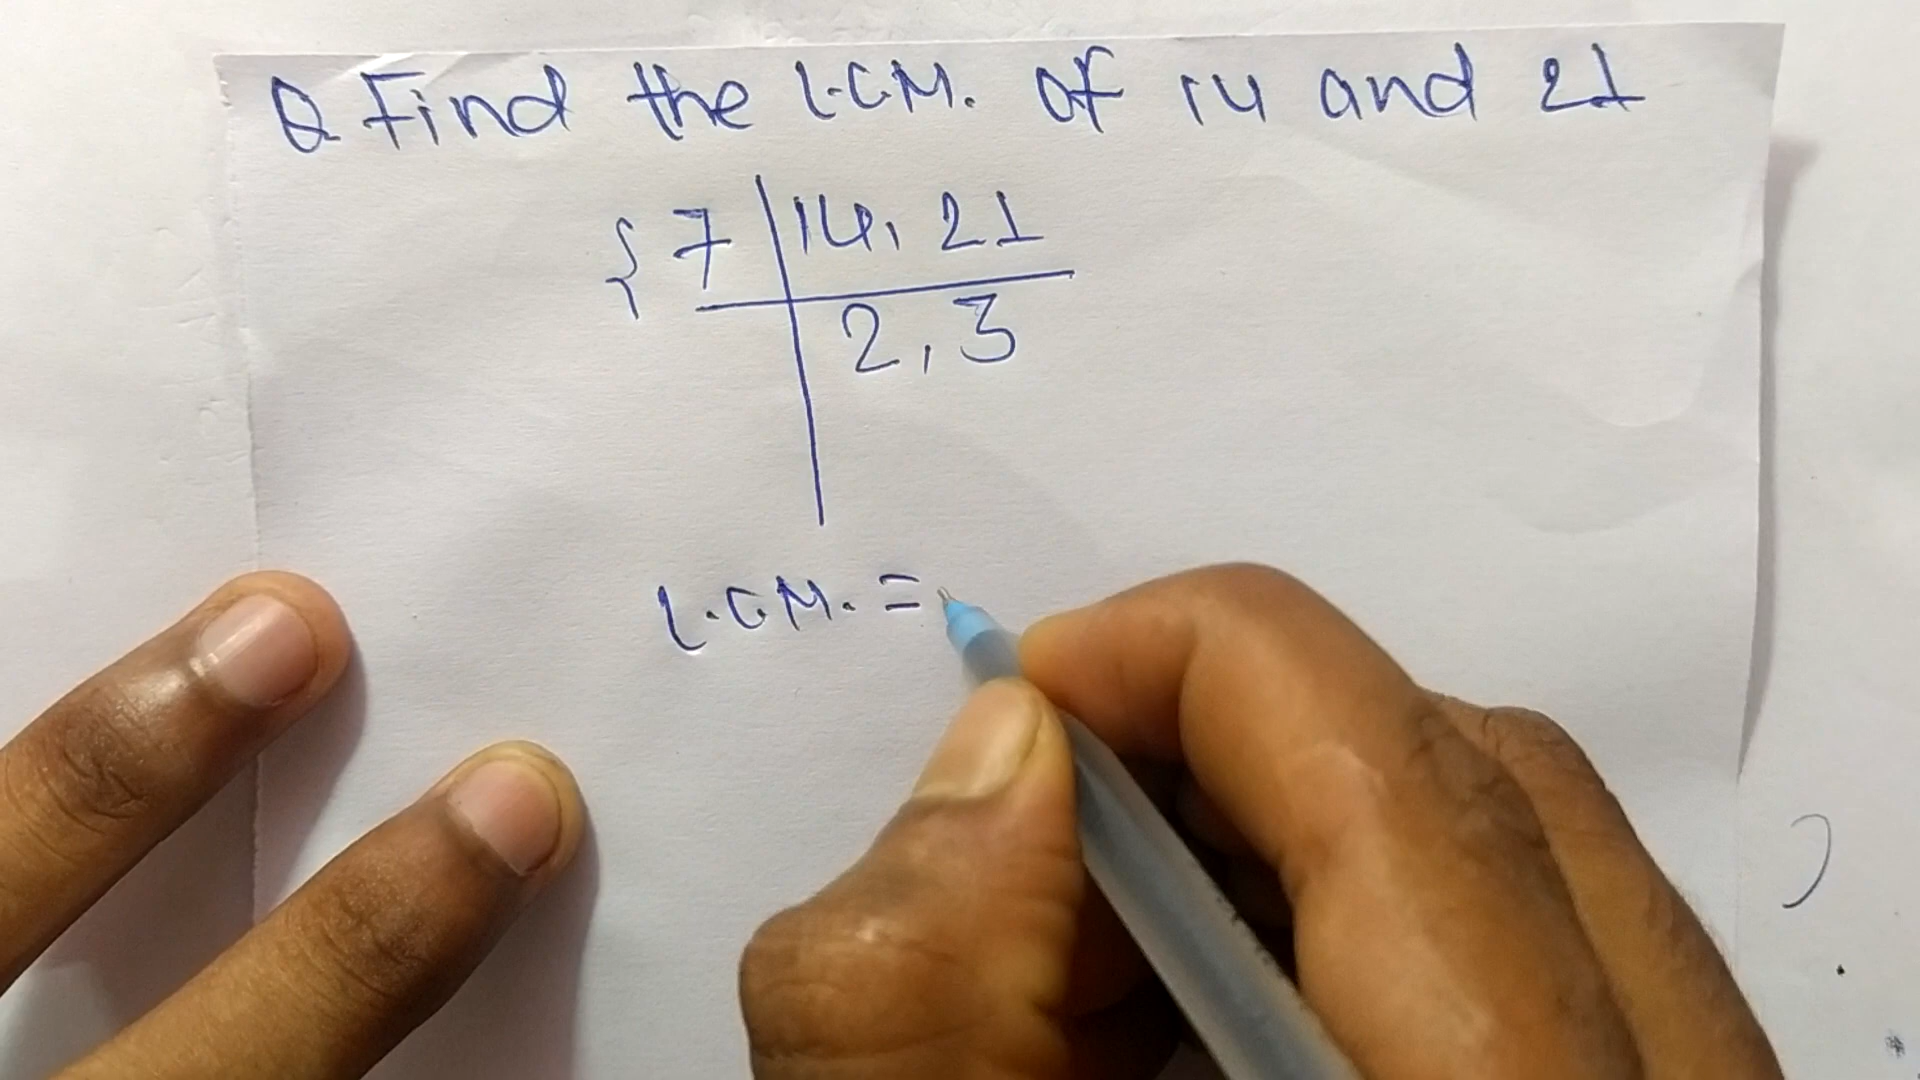 Q Find the L.C.M. of 14 and 21
7 14, 21
2, 3
L.C.M. =